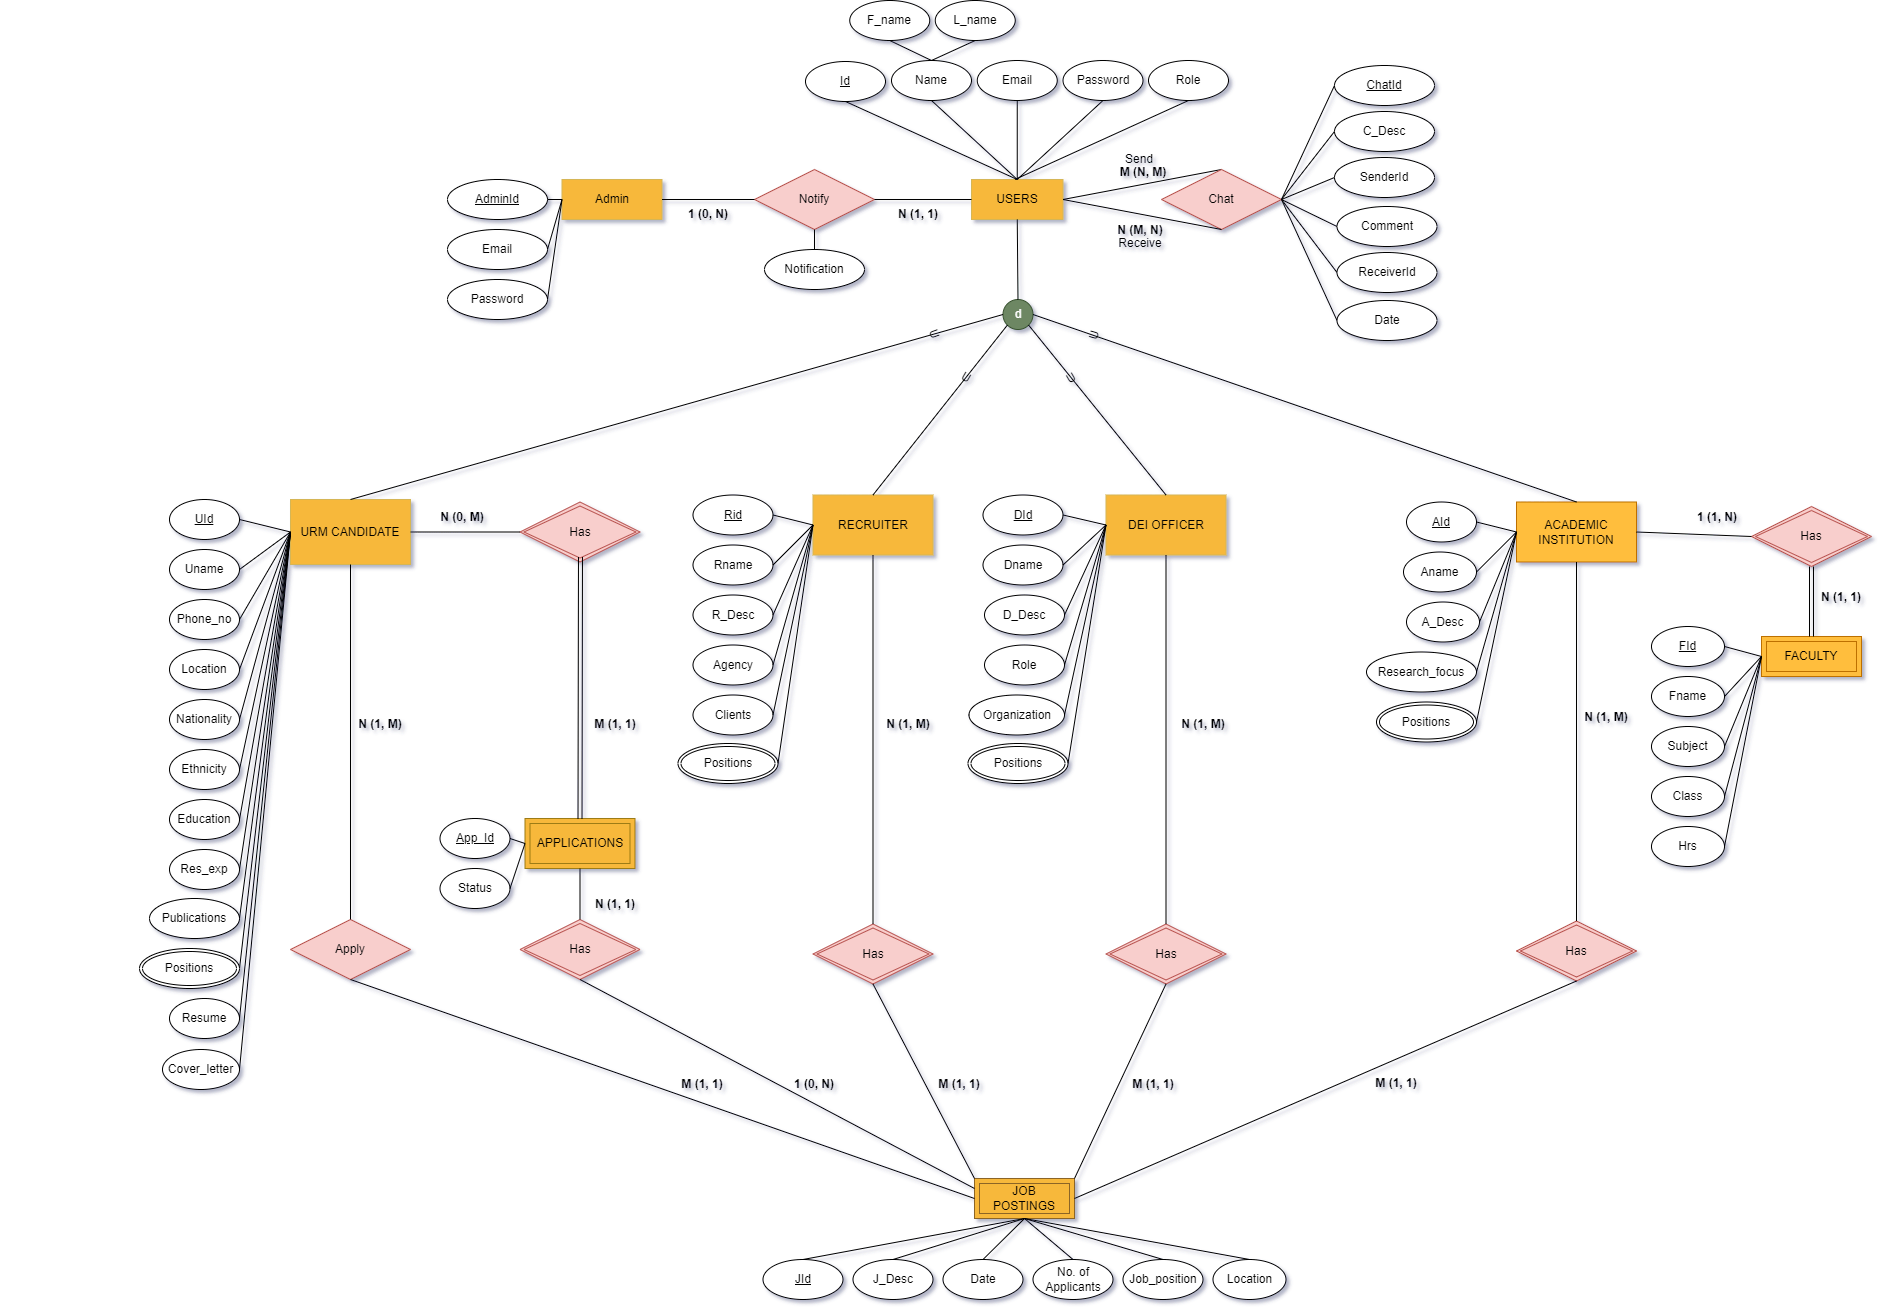 F_name
L_name
Id
Name
Email
Password
Role
ChatId
C_Desc
SenderId
Comment
ReceiverId
Date
Send
M (N, M)
Chat
N (M, N)
Receive
AdminId
Email
Password
Admin
1 (0, N)
Notify
N (1, 1)
USERS
Notification
d
U
U
U
U
UId
Uname
Phone_no
Location
Nationality
Ethnicity
Education
Res_exp
Publications
Positions
Resume
Cover_letter
URM CANDIDATE
N (0, M)
Has
N (1, M)
M (1, 1)
Apply
App_Id
Status
APPLICATIONS
N (1, 1)
Has
Rid
Rname
R_Desc
Agency
Clients
Positions
RECRUITER
N (1, M)
Has
DId
Dname
D_Desc
Role
Organization
Positions
DEI OFFICER
N (1, M)
Has
AId
Aname
A_Desc
Research_focus
Positions
ACADEMIC
INSTITUTION
1 (1, N)
Has
N (1, 1)
N (1, M)
Has
FId
Fname
Subject
Class
Hrs
FACULTY
M (1, 1)
1 (0, N)
M (1, 1)
M (1, 1)
M (1, 1)
JOB
POSTINGS
JId
J_Desc
Date
No. of
Applicants
Job_position
Location